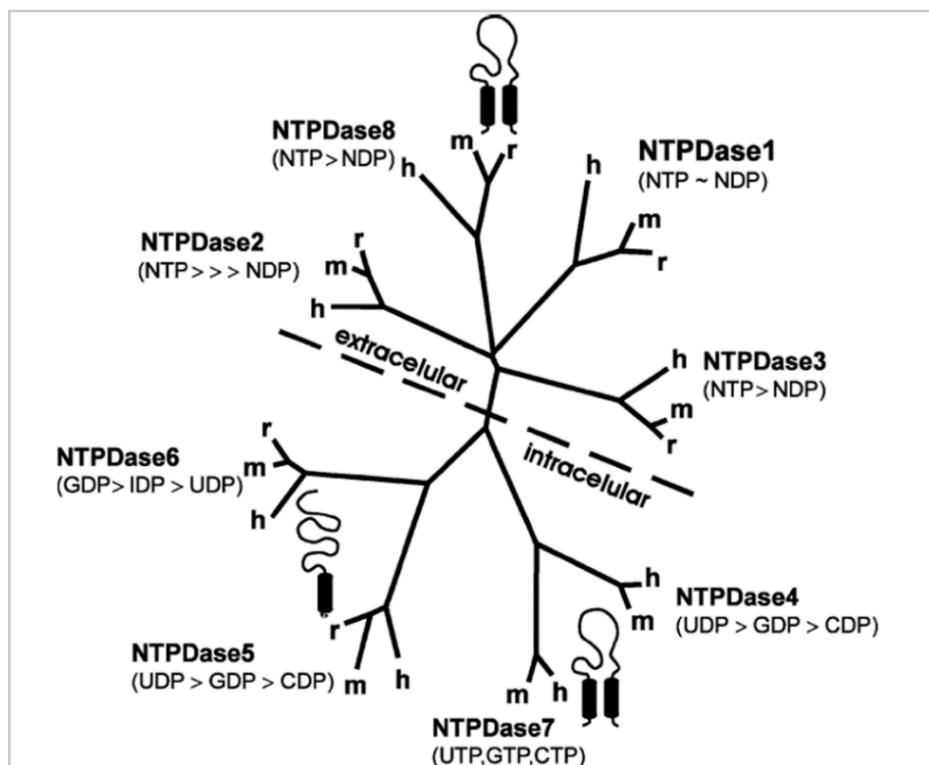 NTPDase8
(NTP > NDP)
m
r
h
NTPDase1
(NTP ~ NDP)
h
m
r
NTPDase2
(NTP > > > NDP)
r
m
h
extracelular
NTPDase3
(NTP > NDP)
h
m
r
intracelular
NTPDase6
(GDP > IDP > UDP)
r
m
h
NTPDase4
(UDP > GDP > CDP)
h
m
NTPDase5
(UDP > GDP > CDP)
r
m
h
m
h
NTPDase7
(UTP,GTP,CTP)